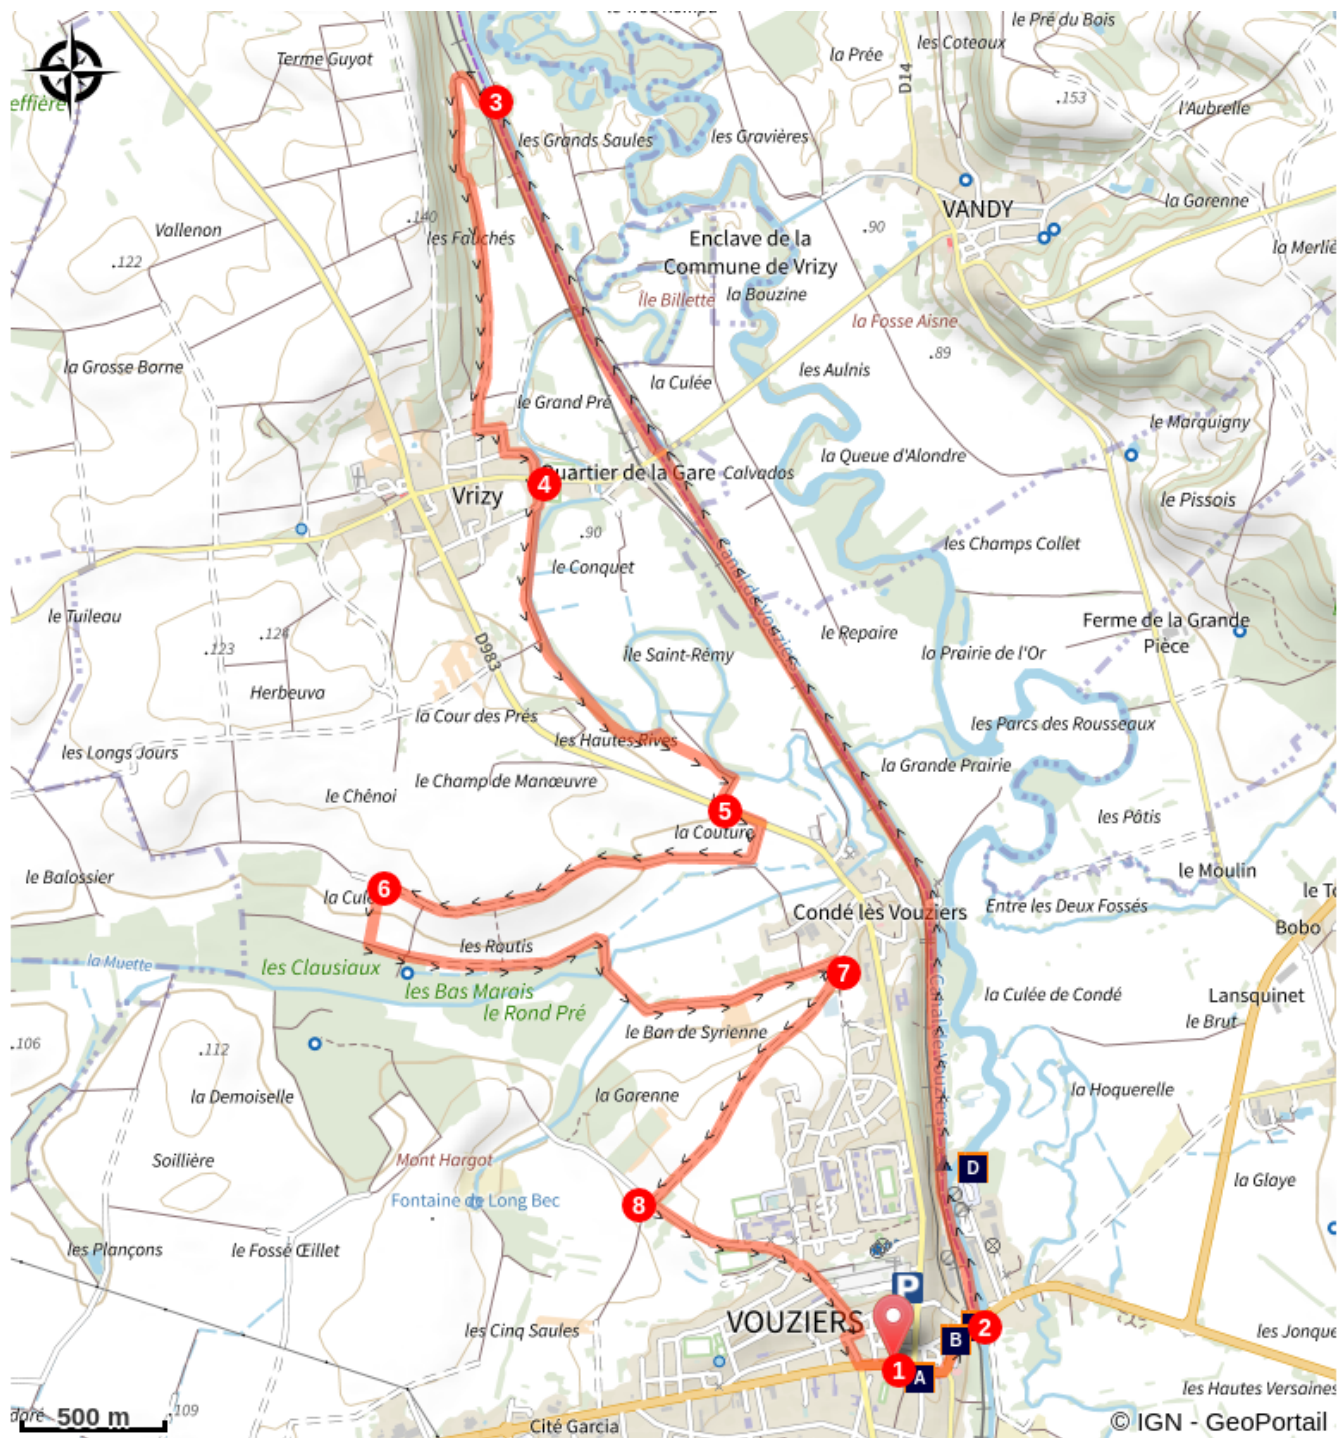 le Pré du Bois
les Coteaux
la Prée
Terme Guyot
D14
.153
l'Aubrelle
3
les Grands Saules
les Gravières
la Garenne
VANDY
.140
Vallenon
les Fauchés
.90
Enclave de la
Commune de Vrizy
.122
Île Billette
la Bouzine
la Fosse Aisne
.89
la Grosse Borne
les Aulnis
la Culée
le Grand Pré
le Marquigny
la Queue d'Alondre
Quartier de la Gare
Calvados
4
Vrizy
le Pissois
.90
les Champs Collet
le Conquet
Canal de Vouziers
le Tuileau
Ferme de la Grande
Pièce
.124
.123
D983
le Repaire
la Prairie de l'Or
Île Saint-Rémy
Herbeuva
la Cour des Prés
les Parcs des Rousseaux
les Hautes Rives
les Longs Jours
la Grande Prairie
le Champ de Manœuvre
le Chênoi
5
les Pâtis
la Couture
le Moulin
le Balossier
6
Entre les Deux Fossés
Condé lès Vouziers
Bobo
les Routis
la Muette
les Clausiaux
7
les Bas Marais
la Culée de Condé
Lansquinet
le Rond Pré
le Brut
le Ban de Syrienne
.106
.112
Canal de Vouziers
la Demoiselle
la Garenne
la Hoquerelle
Soillière
Mont Hargot
D
la Glaye
Fontaine de Long Bec
8
les Plançons
le Fossé Œillet
P
VOUZIERS
les Cinq Saules
2
B
1
A
les Hautes Versaines
500 m
.109
Cité Garcia
© IGN - GeoPortail